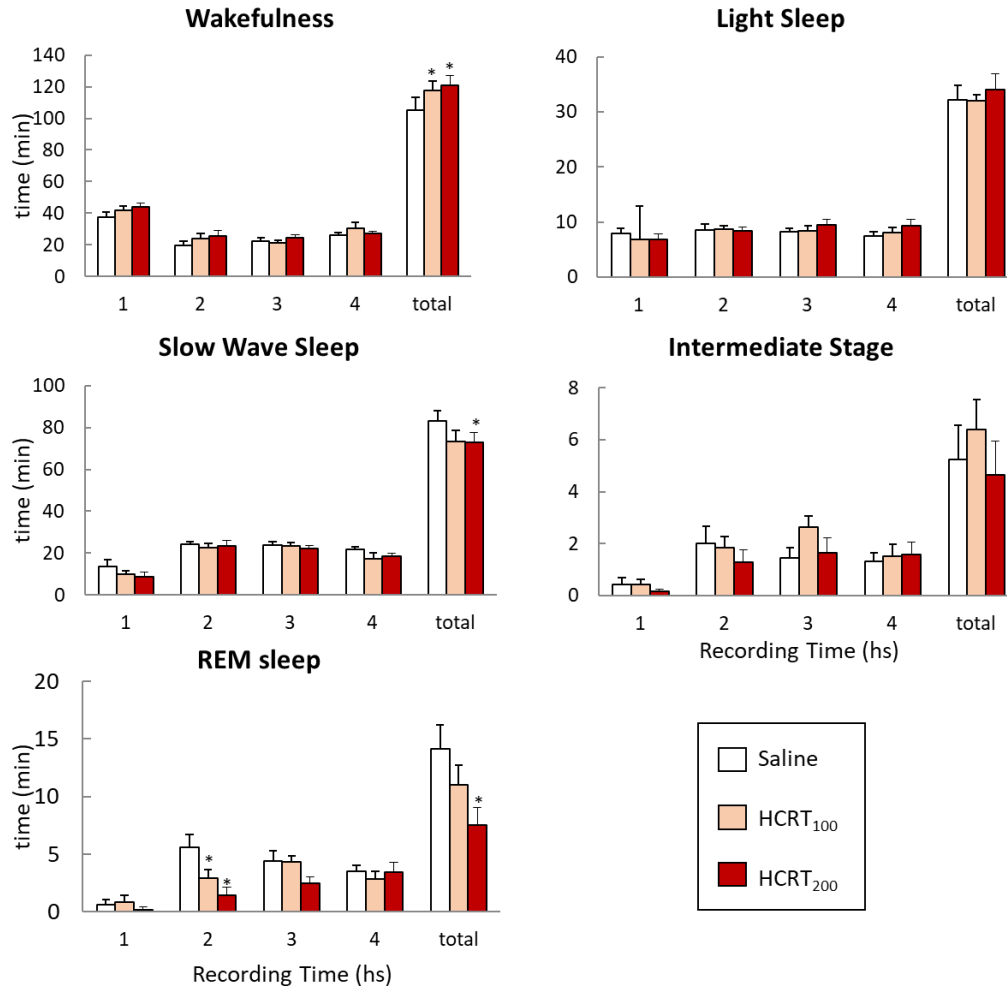 Wakefulness
time (min)
140
120
100
80
60
40
20
0
* *
1 2 3 4 total
Light Sleep
40
30
20
10
0
1 2 3 4 total
Slow Wave Sleep
time (min)
100
80
60
40
20
0
*
1 2 3 4 total
Intermediate Stage
8
6
4
2
0
1 2 3 4 total
Recording Time (hs)
REM sleep
time (min)
20
15
10
5
0
* * *
1 2 3 4 total
Recording Time (hs)
Saline
HCRT₁₀₀
HCRT₂₀₀